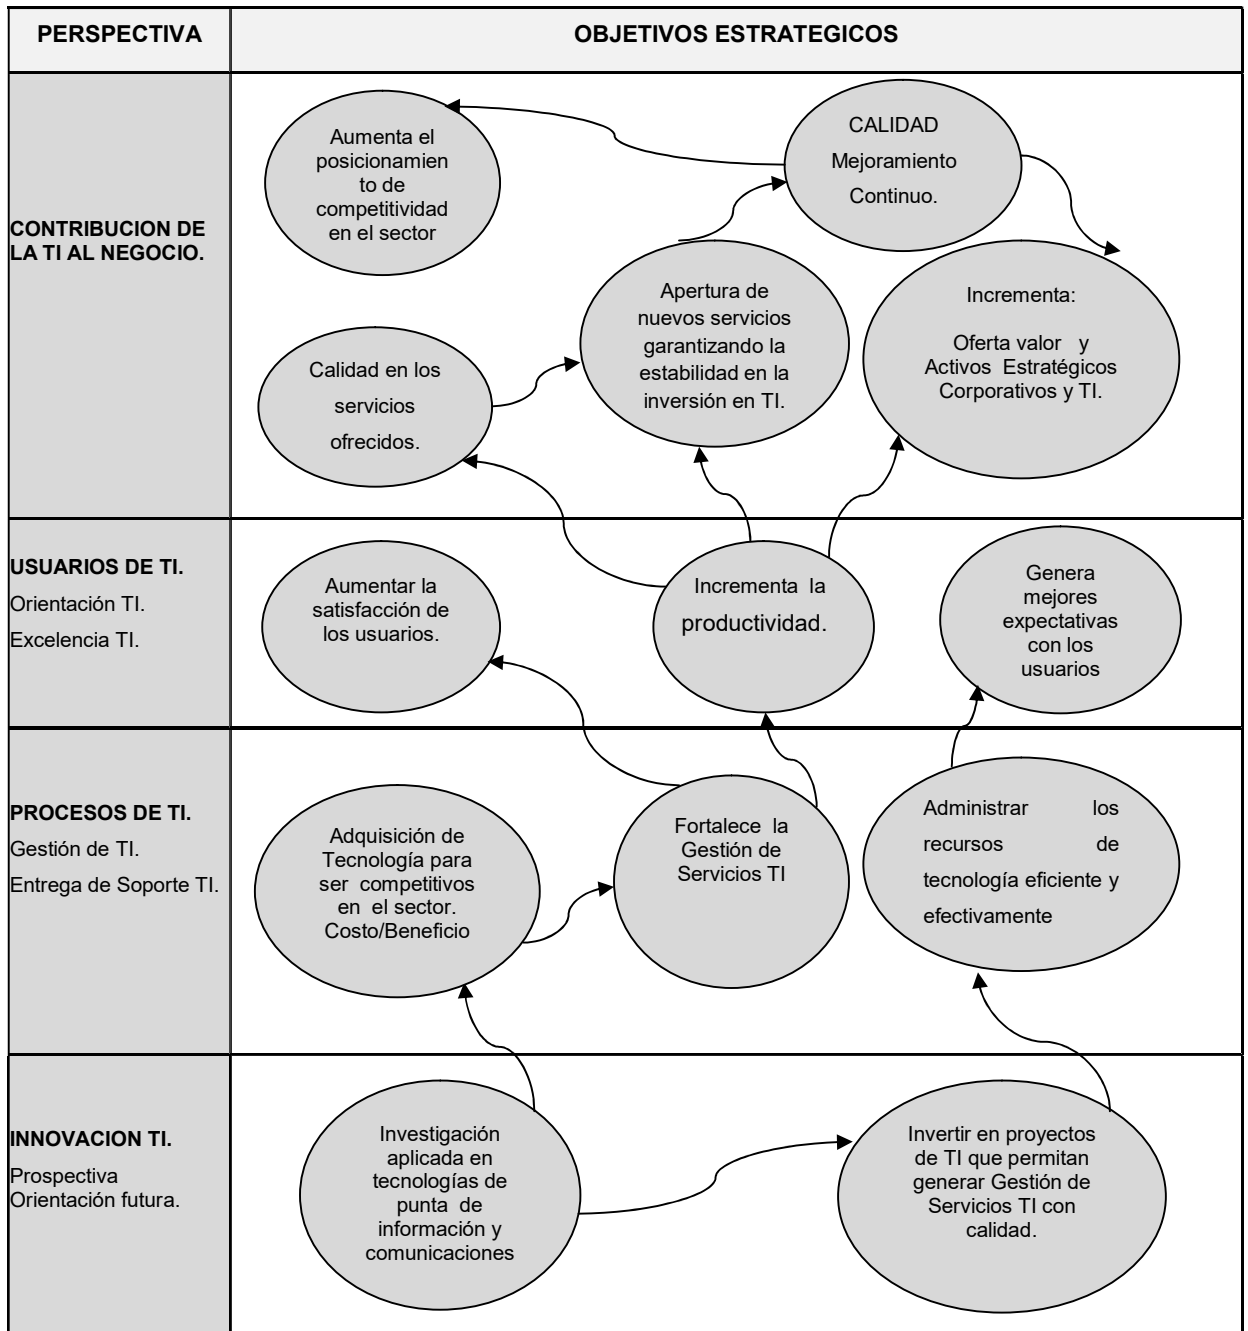 PERSPECTIVA
OBJETIVOS ESTRATEGICOS
CONTRIBUCION DE
LA TI AL NEGOCIO.
Aumenta el
posicionamien
to de
competitividad
en el sector
CALIDAD
Mejoramiento
Continuo.
Calidad en los
servicios
ofrecidos.
Apertura de
nuevos servicios
garantizando la
estabilidad en la
inversión en TI.
Incrementa:
Oferta valor y
Activos Estratégicos
Corporativos y TI.
USUARIOS DE TI.
Orientación TI.
Excelencia TI.
Aumentar la
satisfacción de
los usuarios.
Incrementa la
productividad.
Genera
mejores
expectativas
con los
usuarios
PROCESOS DE TI.
Gestión de TI.
Entrega de Soporte TI.
Adquisición de
Tecnología para
ser competitivos
en el sector.
Costo/Beneficio
Fortalece la
Gestión de
Servicios TI
Administrar los
recursos de
tecnología eficiente y
efectivamente
INNOVACION TI.
Prospectiva
Orientación futura.
Investigación
aplicada en
tecnologías de
punta de
información y
comunicaciones
Invertir en proyectos
de TI que permitan
generar Gestión de
Servicios TI con
calidad.